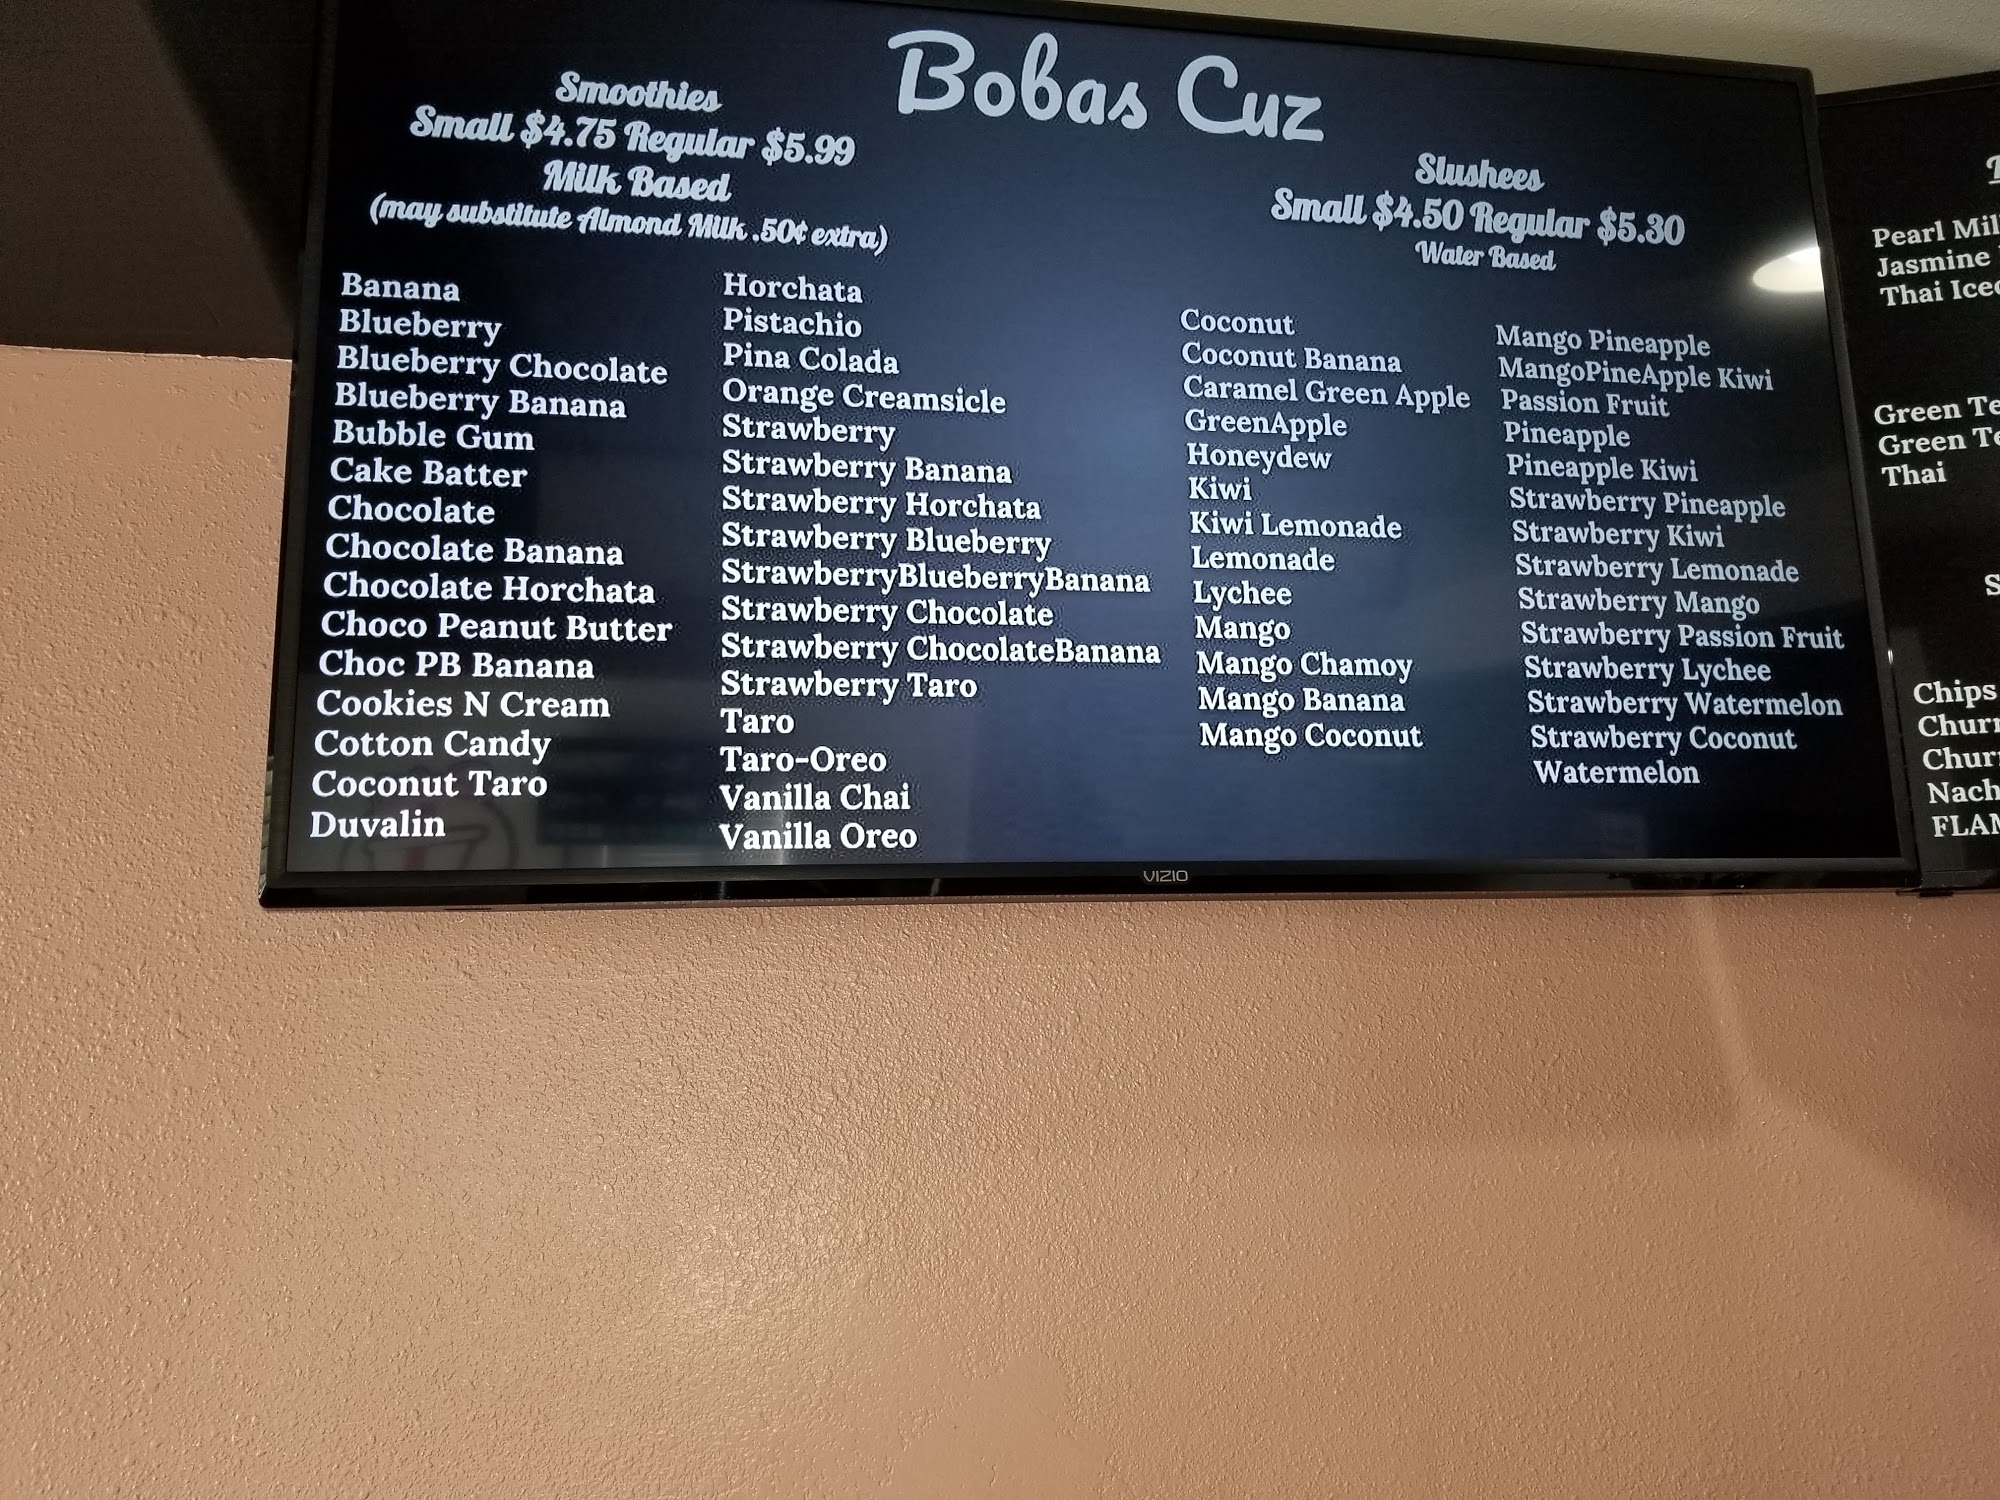 Bobas Cuz
Smoothies
Small $4.75 Regular $5.99
Milk Based
(may substitute Almond Milk .50¢ extra)
Banana
Blueberry
Blueberry Chocolate
Blueberry Banana
Bubble Gum
Cake Batter
Chocolate
Chocolate Banana
Chocolate Horchata
Choco Peanut Butter
Choc PB Banana
Cookies N Cream
Cotton Candy
Coconut Taro
Duvalin
Horchata
Pistachio
Pina Colada
Orange Creamsicle
Strawberry
Strawberry Banana
Strawberry Horchata
Strawberry Blueberry
StrawberryBlueberryBanana
Strawberry Chocolate
Strawberry ChocolateBanana
Strawberry Taro
Taro
Taro-Oreo
Vanilla Chai
Vanilla Oreo
Slushees
Small $4.50 Regular $5.30
Water Based
Coconut
Coconut Banana
Caramel Green Apple
GreenApple
Honeydew
Kiwi
Kiwi Lemonade
Lemonade
Lychee
Mango
Mango Chamoy
Mango Banana
Mango Coconut
Mango Pineapple
MangoPineApple Kiwi
Passion Fruit
Pineapple
Pineapple Kiwi
Strawberry Pineapple
Strawberry Kiwi
Strawberry Lemonade
Strawberry Mango
Strawberry Passion Fruit
Strawberry Lychee
Strawberry Watermelon
Strawberry Coconut
Watermelon
VIZIO
Pearl
Jasmine
Thai
Green
Green
Thai
Chips